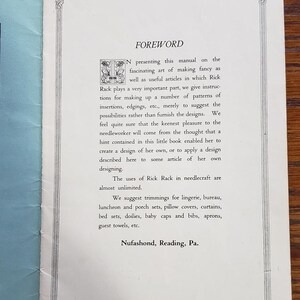 FOREWORD
IN presenting this manual on the
fascinating art of making fancy as
well as useful articles in which Rick
Rack plays a very important part, we give instruc-
tions for making up a number of patterns of
insertions, edgings, etc., merely to suggest the
possibilities rather than furnish the designs. We
feel quite sure that the keenest pleasure to the
needleworker will come from the thought that a
hint contained in this little book enabled her to
create a design of her own, or to apply a design
described here to some article of her own
designing.
The uses of Rick Rack in needlecraft are
almost unlimited.
We suggest trimmings for lingerie, bureau,
luncheon and porch sets, pillow covers, curtains,
bed sets, doilies, baby caps and bibs, aprons,
guest towels, etc.
Nufashond, Reading, Pa.